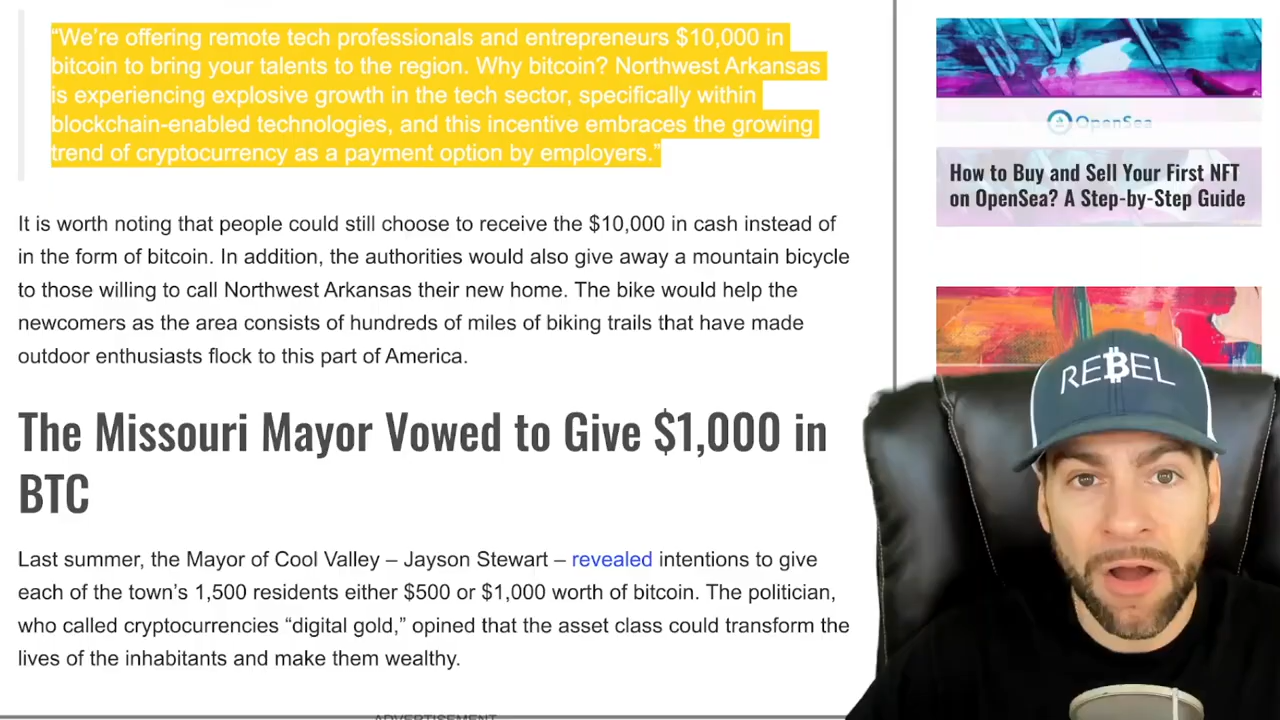 “We’re offering remote tech professionals and entrepreneurs $10,000 in
bitcoin to bring your talents to the region. Why bitcoin? Northwest Arkansas
is experiencing explosive growth in the tech sector, specifically within
blockchain-enabled technologies, and this incentive embraces the growing
trend of cryptocurrency as a payment option by employers.”
It is worth noting that people could still choose to receive the $10,000 in cash instead of
in the form of bitcoin. In addition, the authorities would also give away a mountain bicycle
to those willing to call Northwest Arkansas their new home. The bike would help the
newcomers as the area consists of hundreds of miles of biking trails that have made
outdoor enthusiasts flock to this part of America.
The Missouri Mayor Vowed to Give $1,000 in
BTC
Last summer, the Mayor of Cool Valley – Jayson Stewart – revealed intentions to give
each of the town’s 1,500 residents either $500 or $1,000 worth of bitcoin. The politician,
who called cryptocurrencies “digital gold,” opined that the asset class could transform the
lives of the inhabitants and make them wealthy.
ADVERTISEMENT
OpenSea
How to Buy and Sell Your First NFT
on OpenSea? A Step-by-Step Guide
RE₿EL